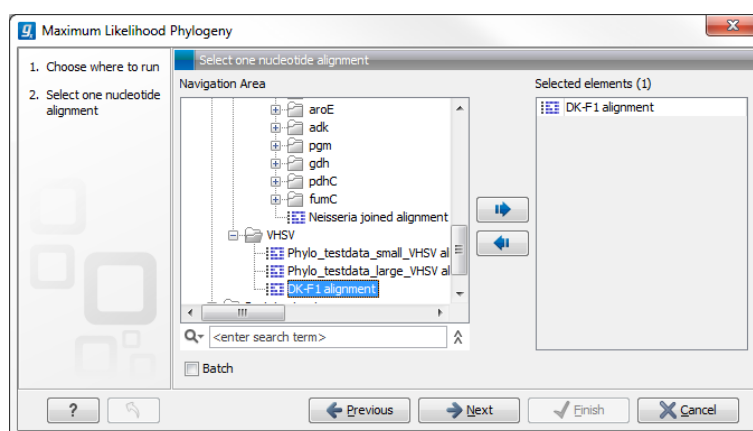 Maximum Likelihood Phylogeny
1. Choose where to run
2. Select one nucleotide
alignment
Select one nucleotide alignment
Navigation Area
aroE
adk
pgm
gdh
pdhC
fumC
Neisseria joined alignment
VHSV
Phylo_testdata_small_VHSV al
Phylo_testdata_large_VHSV al
DK-F1 alignment
<enter search term>
Batch
Selected elements (1)
DK-F1 alignment
?
Previous
Next
Finish
Cancel